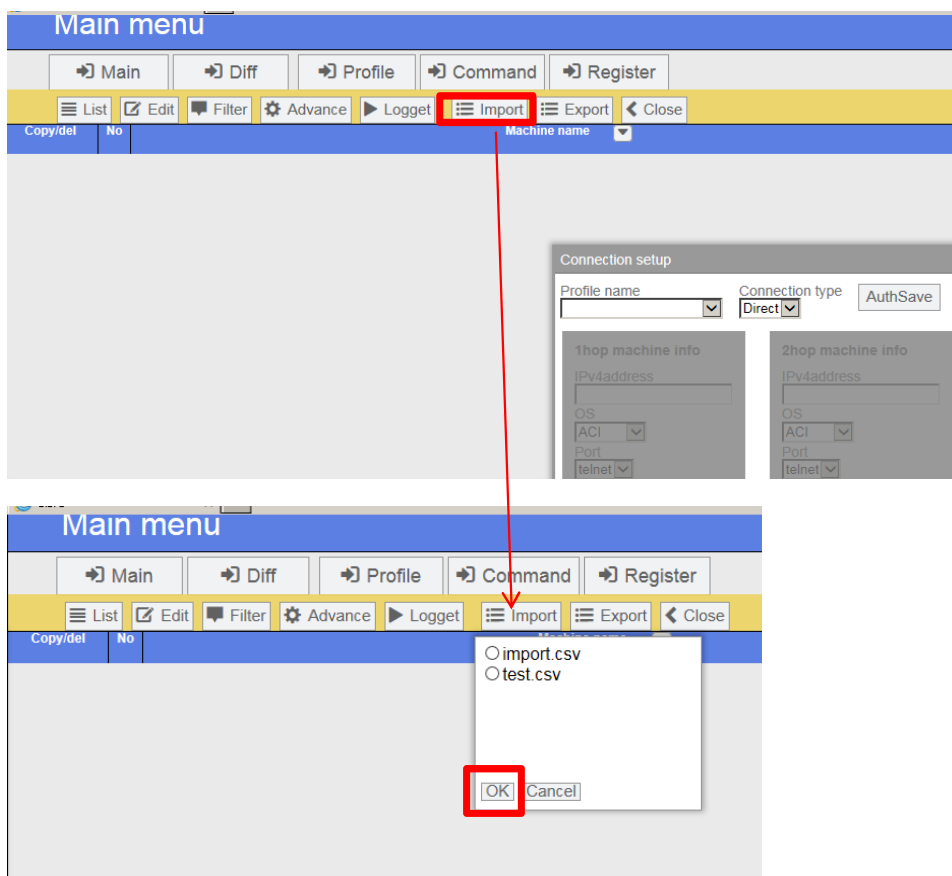 Main menu
Main Diff Profile Command Register
List Edit Filter Advance Logget Import Export Close
Copy/del No Machine name
Connection setup
Profile name Connection type AuthSave
Direct
1hop machine info 2hop machine info
IPv4address IPv4address
OS OS
ACI ACI
Port Port
telnet telnet
Main menu
Main Diff Profile Command Register
List Edit Filter Advance Logget Import Export Close
Copy/del No Machine name
import.csv
test.csv
OK Cancel